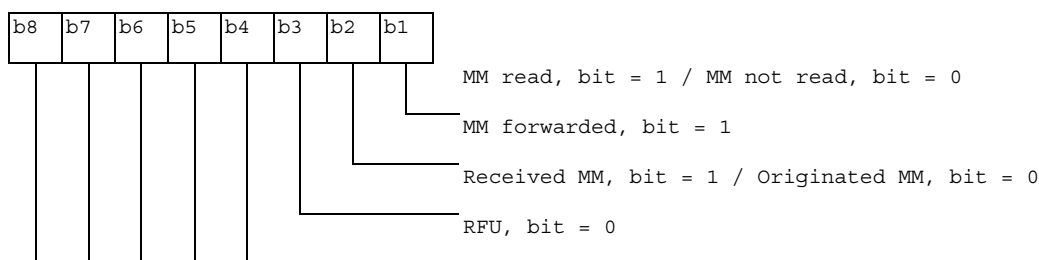 b8 b7 b6 b5 b4 b3 b2 b1
MM read, bit = 1 / MM not read, bit = 0
MM forwarded, bit = 1
Received MM, bit = 1 / Originated MM, bit = 0
RFU, bit = 0